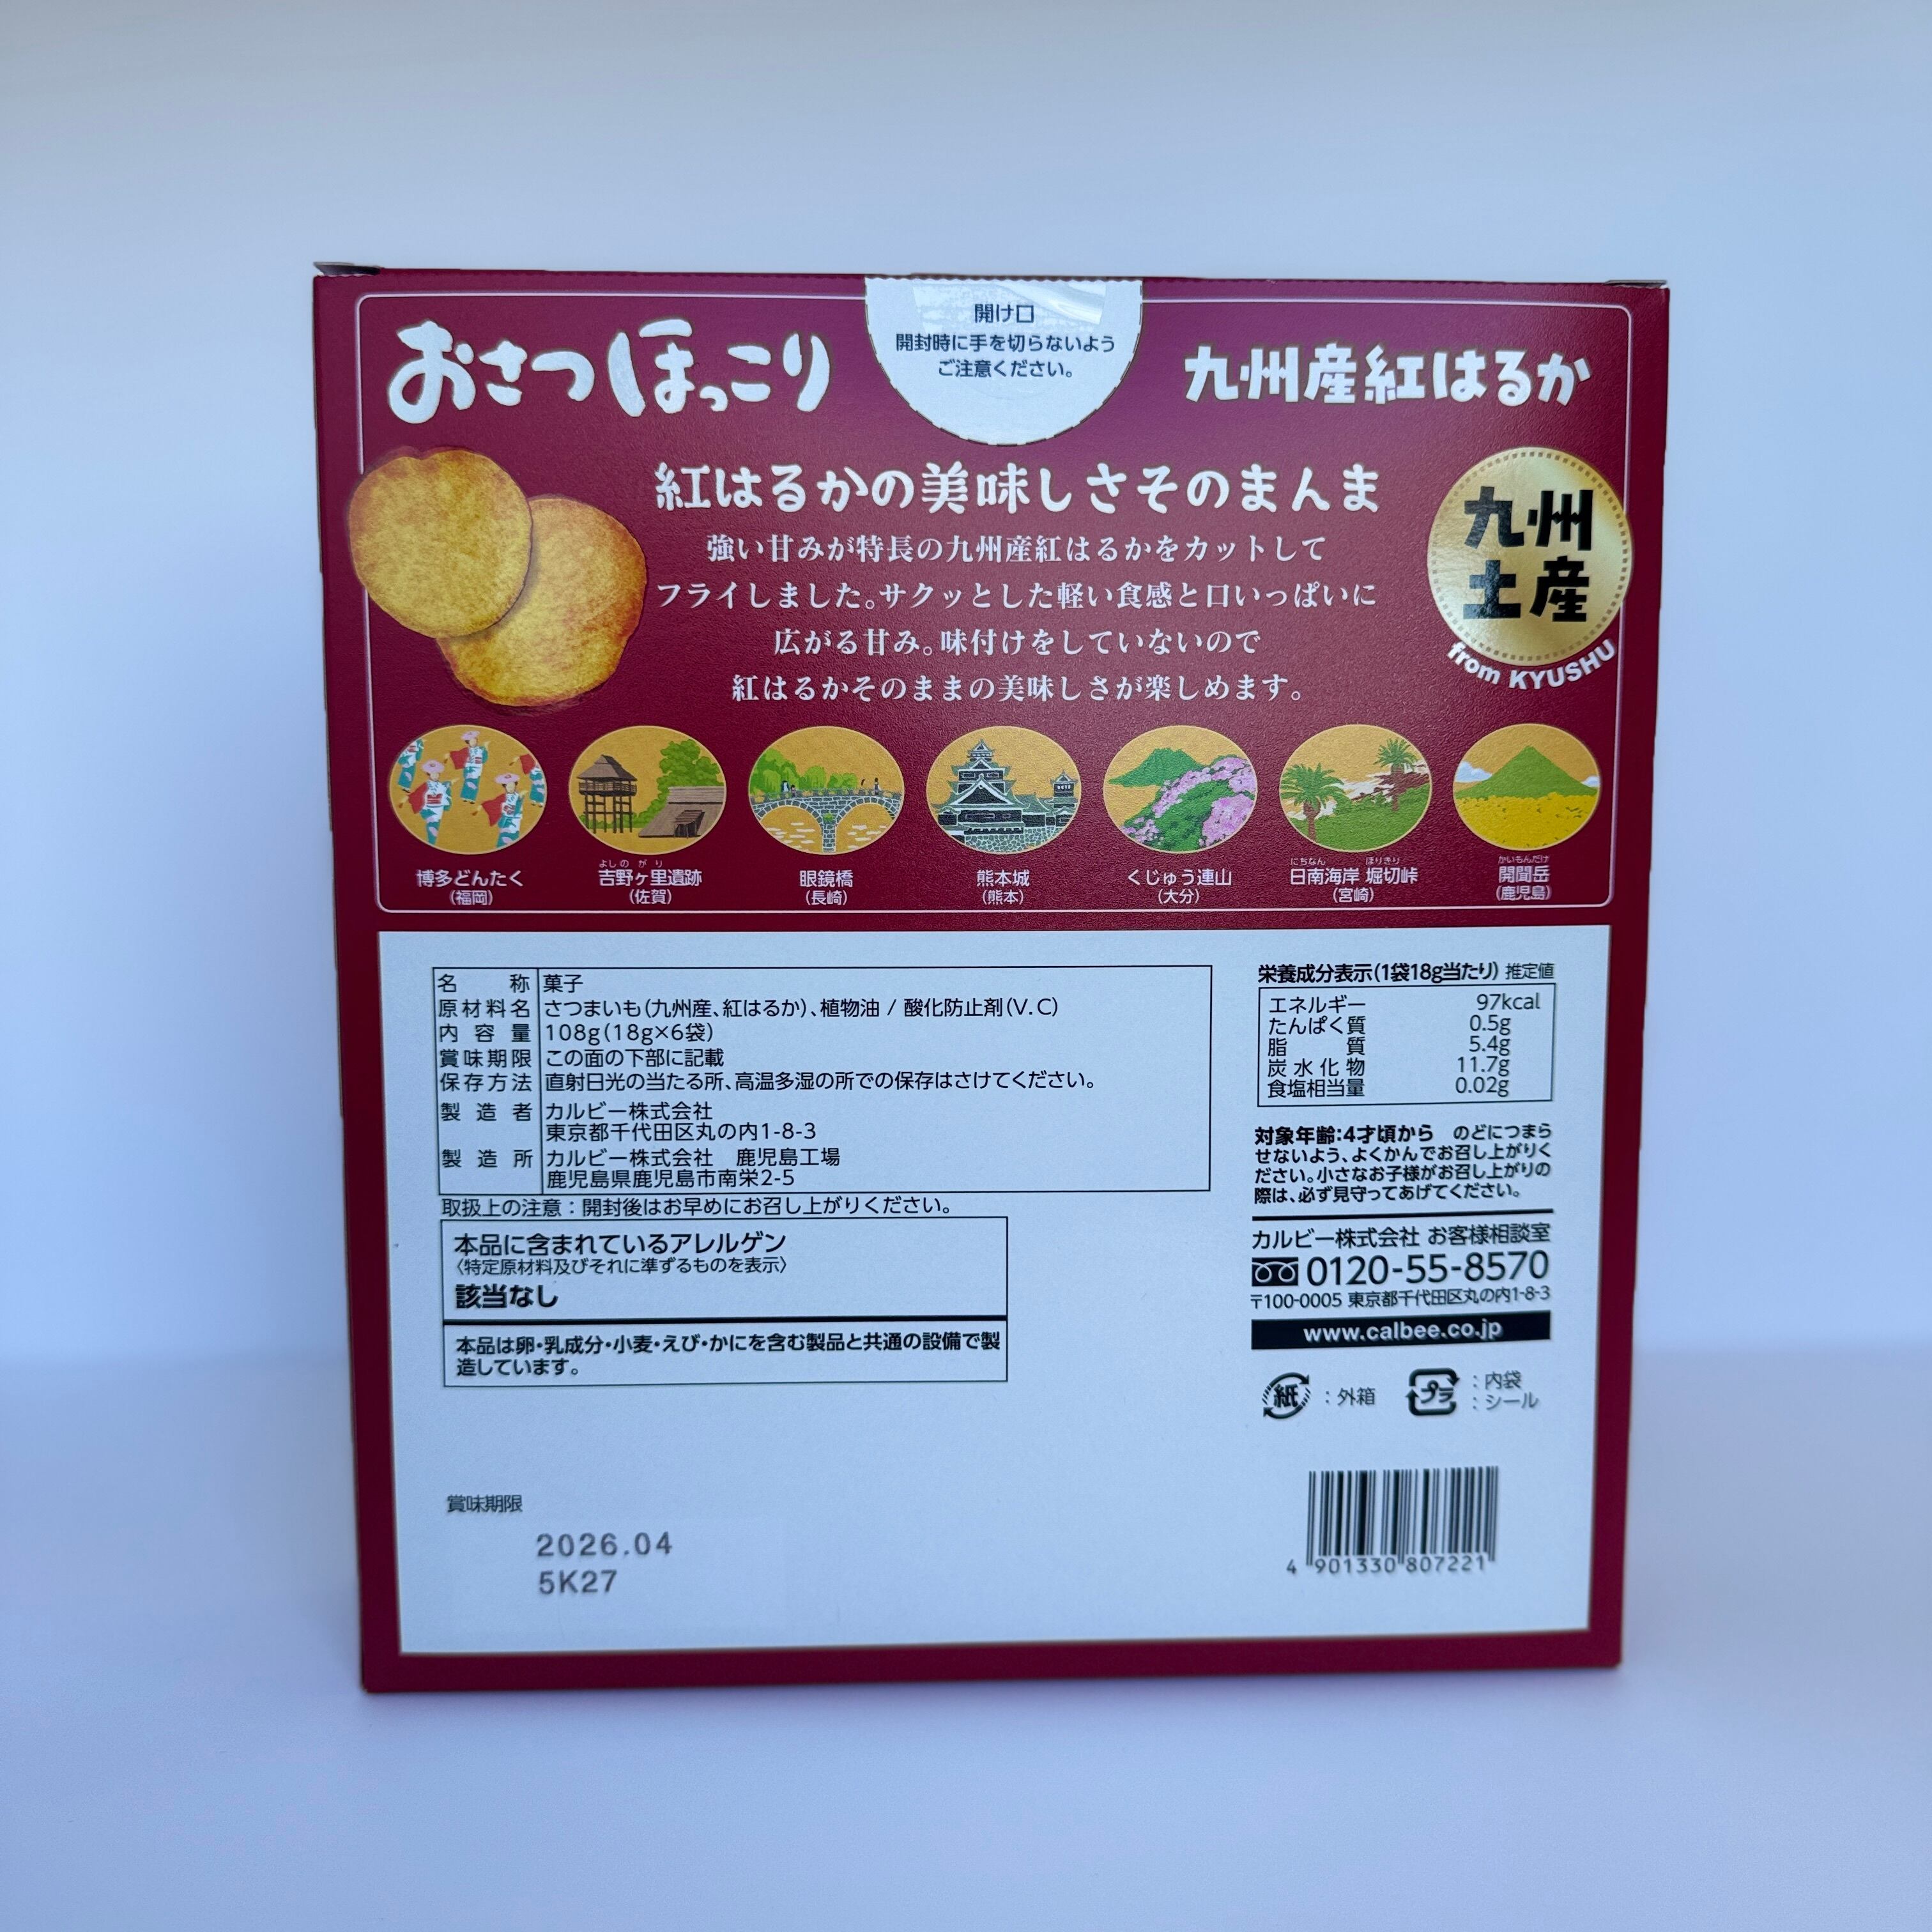 開け口
開封時に手を切らないよう
ご注意ください。
おさつほっこり
九州産紅はるか
紅はるかの美味しさそのまんま
強い甘みが特長の九州産紅はるかをカットして
フライしました。サクッとした軽い食感と口いっぱいに
広がる甘み。味付けをしていないので
紅はるかそのままの美味しさが楽しめます。
九州
土産
from KYUSHU
博多どんたく
(福岡)
よしのがり
吉野ヶ里遺跡
(佐賀)
眼鏡橋
(長崎)
熊本城
(熊本)
くじゅう連山
(大分)
にちなん ほりきり
日南海岸 堀切峠
(宮崎)
かいもんだけ
開聞岳
(鹿児島)
名称 菓子
原材料名 さつまいも(九州産、紅はるか)、植物油 / 酸化防止剤(V.C)
内容量 108g(18g×6袋)
賞味期限 この面の下部に記載
保存方法 直射日光の当たる所、高温多湿の所での保存はさけてください。
製造者 カルビー株式会社
東京都千代田区丸の内1-8-3
製造所 カルビー株式会社 鹿児島工場
鹿児島県鹿児島市南栄2-5
取扱上の注意:開封後はお早めにお召し上がりください。
本品に含まれているアレルゲン
〈特定原材料及びそれに準ずるものを表示〉
該当なし
本品は卵・乳成分・小麦・えび・かにを含む製品と共通の設備で製
造しています。
栄養成分表示(1袋18g当たり) 推定値
エネルギー 97kcal
たんぱく質 0.5g
脂質 5.4g
炭水化物 11.7g
食塩相当量 0.02g
対象年齢:4才頃から のどにつまら
せないよう、よくかんでお召し上がりく
ださい。小さなお子様がお召し上がりの
際は、必ず見守ってあげてください。
カルビー株式会社 お客様相談室
0120-55-8570
〒100-0005 東京都千代田区丸の内1-8-3
www.calbee.co.jp
紙 :外箱
プラ :内袋
:シール
賞味期限
2026.04
5K27
4 901330 807221